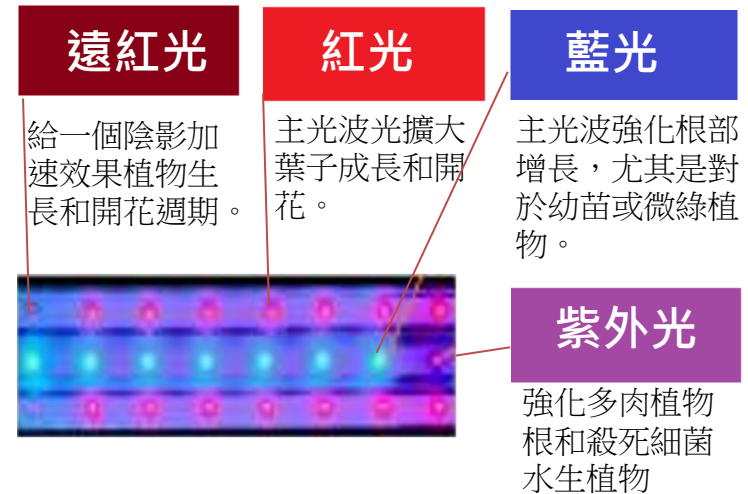 遠紅光
給一個陰影加
速效果植物生
長和開花週期。
紅光
主光波光擴大
葉子成長和開
花。
藍光
主光波強化根部
增長，尤其是對
於幼苗或微綠植
物。
紫外光
強化多肉植物
根和殺死細菌
水生植物